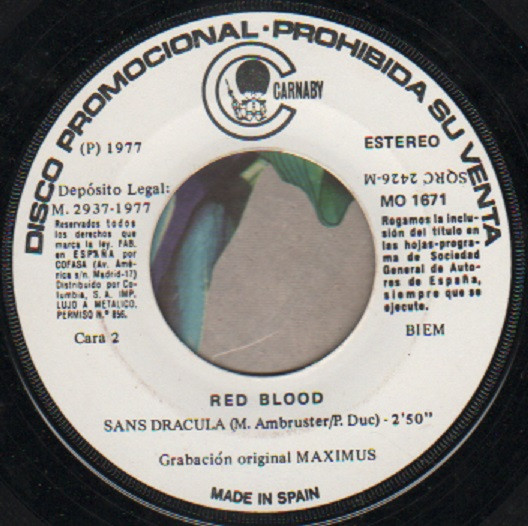 DISCO PROMOCIONAL · PROHIBIDA SU VENTA
CARNABY
(P) 1977
ESTEREO
Depósito Legal:
M. 2937-1977
Reservados todos
los derechos que
marca la ley. FAB.
en ESPAÑA por
COFASA (Av. Amé-
rica s/n. Madrid-17)
Distribuido por Co-
lumbia, S. A. IMP.
LUJO A METALICO.
PERMISO N.º 856.
Cara 2
SQRC 2426-M
MO 1671
Rogamos la inclu-
sión del título en
las hojas-progra-
ma de Sociedad
General de Auto-
res de España,
siempre que se
ejecute.
BIEM
RED BLOOD
SANS DRACULA (M. Ambruster/P. Duc) - 2'50"
Grabación original MAXIMUS
MADE IN SPAIN